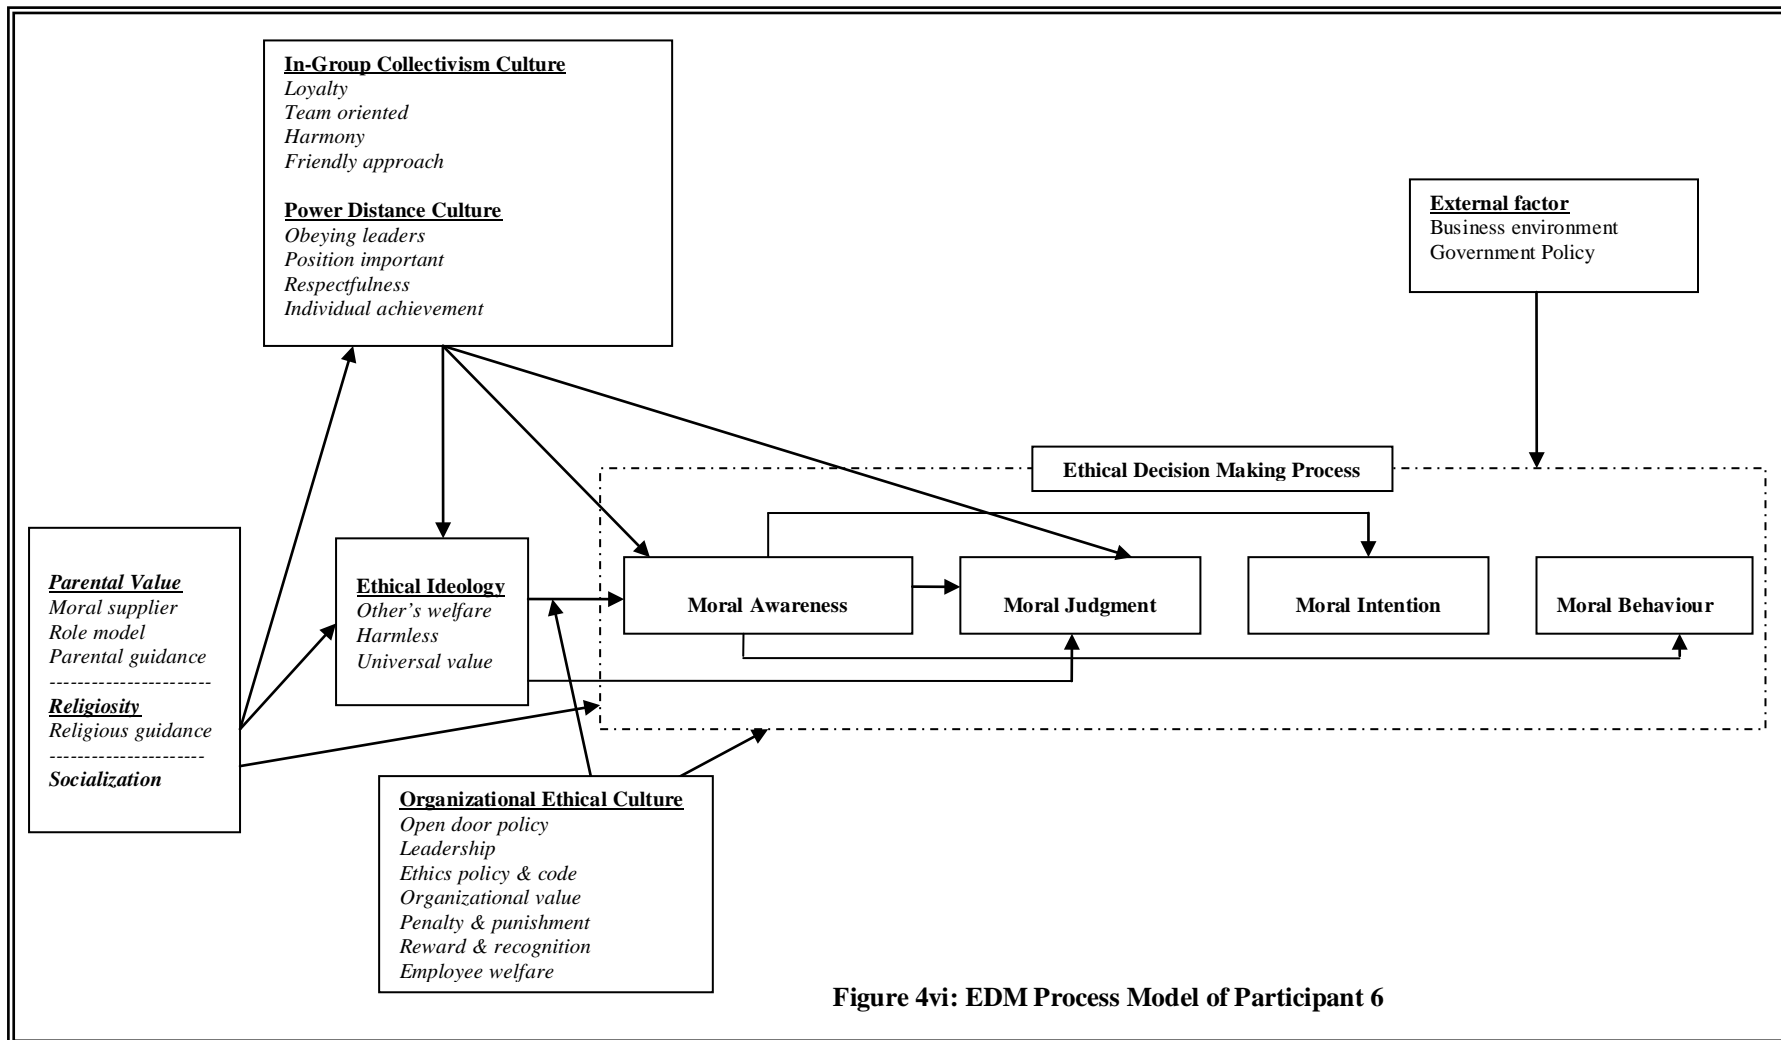 In-Group Collectivism Culture
Loyalty
Team oriented
Harmony
Friendly approach
Power Distance Culture
Obeying leaders
Position important
Respectfulness
Individual achievement
External factor
Business environment
Government Policy
Ethical Decision Making Process
Parental Value
Moral supplier
Role model
Parental guidance
-----------------------
Religiosity
Religious guidance
----------------------
Socialization
Ethical Ideology
Other's welfare
Harmless
Universal value
Moral Awareness
Moral Judgment
Moral Intention
Moral Behaviour
Organizational Ethical Culture
Open door policy
Leadership
Ethics policy & code
Organizational value
Penalty & punishment
Reward & recognition
Employee welfare
Figure 4vi: EDM Process Model of Participant 6